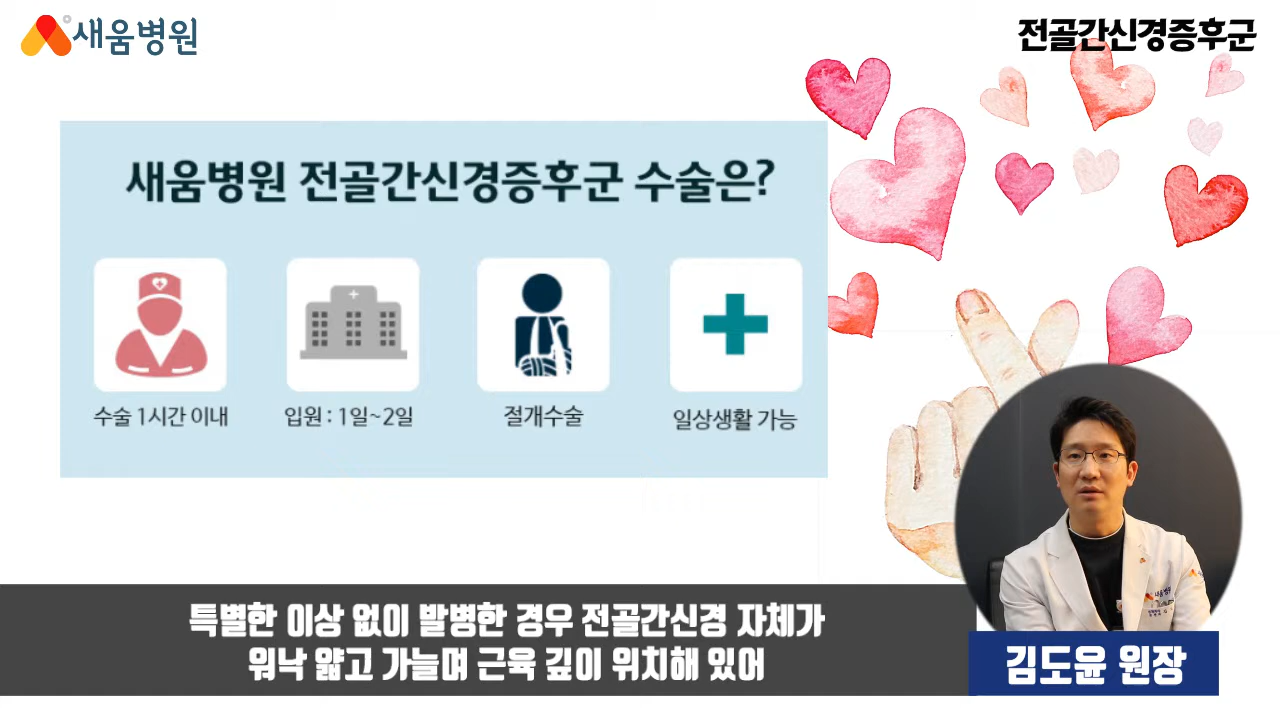 새움병원
전골간신경증후군
새움병원 전골간신경증후군 수술은?
수술 1시간 이내
입원 : 1일~2일
절개수술
일상생활 가능
새움병원
특별한 이상 없이 발병한 경우 전골간신경 자체가
워낙 얇고 가늘며 근육 깊이 위치해 있어
김도윤 원장